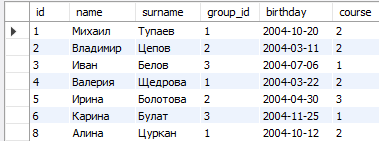 id name surname group_id birthday course
1 Михаил Тупаев 1 2004-10-20 2
2 Владимир Цепов 2 2004-03-11 2
3 Иван Белов 3 2004-07-06 1
4 Валерия Щедрова 1 2004-03-22 2
5 Ирина Болотова 2 2004-04-30 3
6 Карина Булат 3 2004-11-25 1
8 Алина Цуркан 1 2004-10-12 2